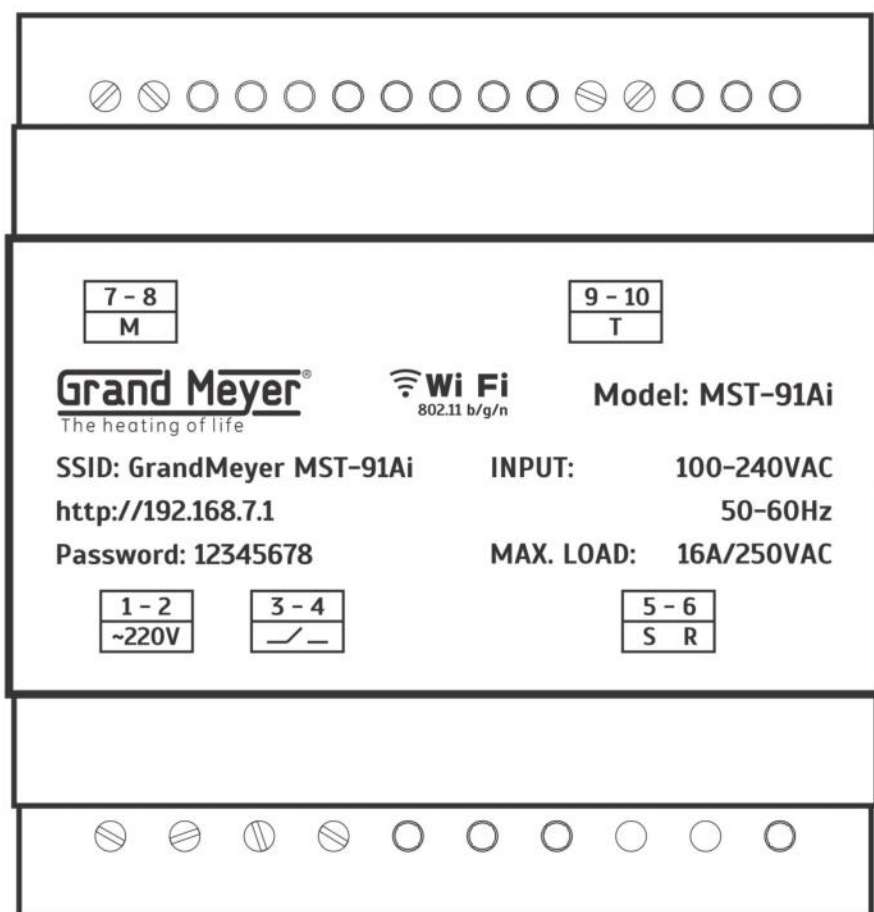 7 - 8
M
9 - 10
T
Grand Meyer®
The heating of life
Wi Fi
802.11 b/g/n
Model: MST-91Ai
SSID: GrandMeyer MST-91Ai
http://192.168.7.1
Password: 12345678
INPUT: 100-240VAC
50-60Hz
MAX. LOAD: 16A/250VAC
1 - 2
~220V
3 - 4
5 - 6
S R